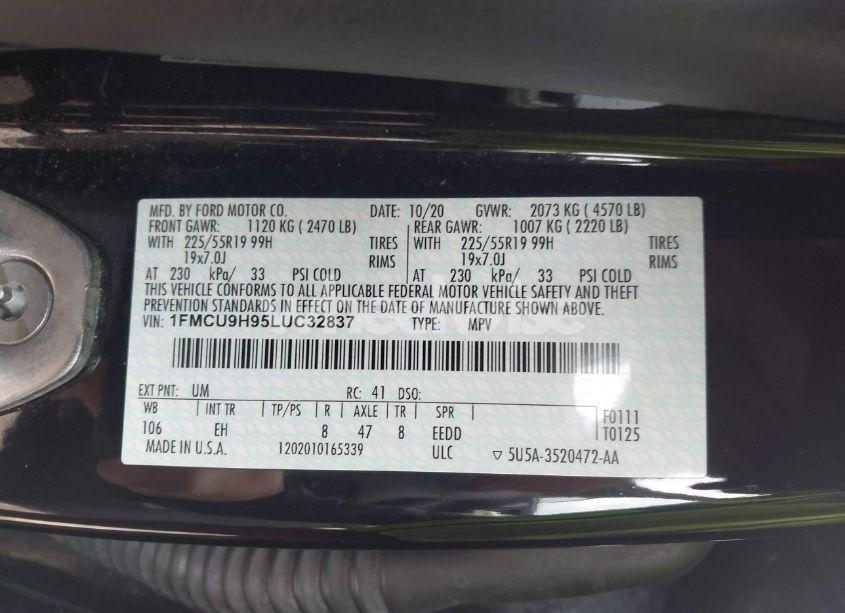 MFD. BY FORD MOTOR CO. DATE: 10/20 GVWR: 2073 KG ( 4570 LB)
FRONT GAWR: 1120 KG ( 2470 LB) REAR GAWR: 1007 KG ( 2220 LB)
WITH 225/55R19 99H TIRES WITH 225/55R19 99H TIRES
19x7.0J RIMS 19x7.0J RIMS
AT 230 kPa/ 33 PSI COLD AT 230 kPa/ 33 PSI COLD
THIS VEHICLE CONFORMS TO ALL APPLICABLE FEDERAL MOTOR VEHICLE SAFETY AND THEFT
PREVENTION STANDARDS IN EFFECT ON THE DATE OF MANUFACTURE SHOWN ABOVE.
VIN: 1FMCU9H95LUC32837 TYPE: MPV
EXT PNT: UM RC: 41 DSO:
WB INT TR TP/PS R AXLE TR SPR F0111
106 EH 8 47 8 EEDD T0125
MADE IN U.S.A. 1202010165339 ULC ▽ 5U5A-3520472-AA